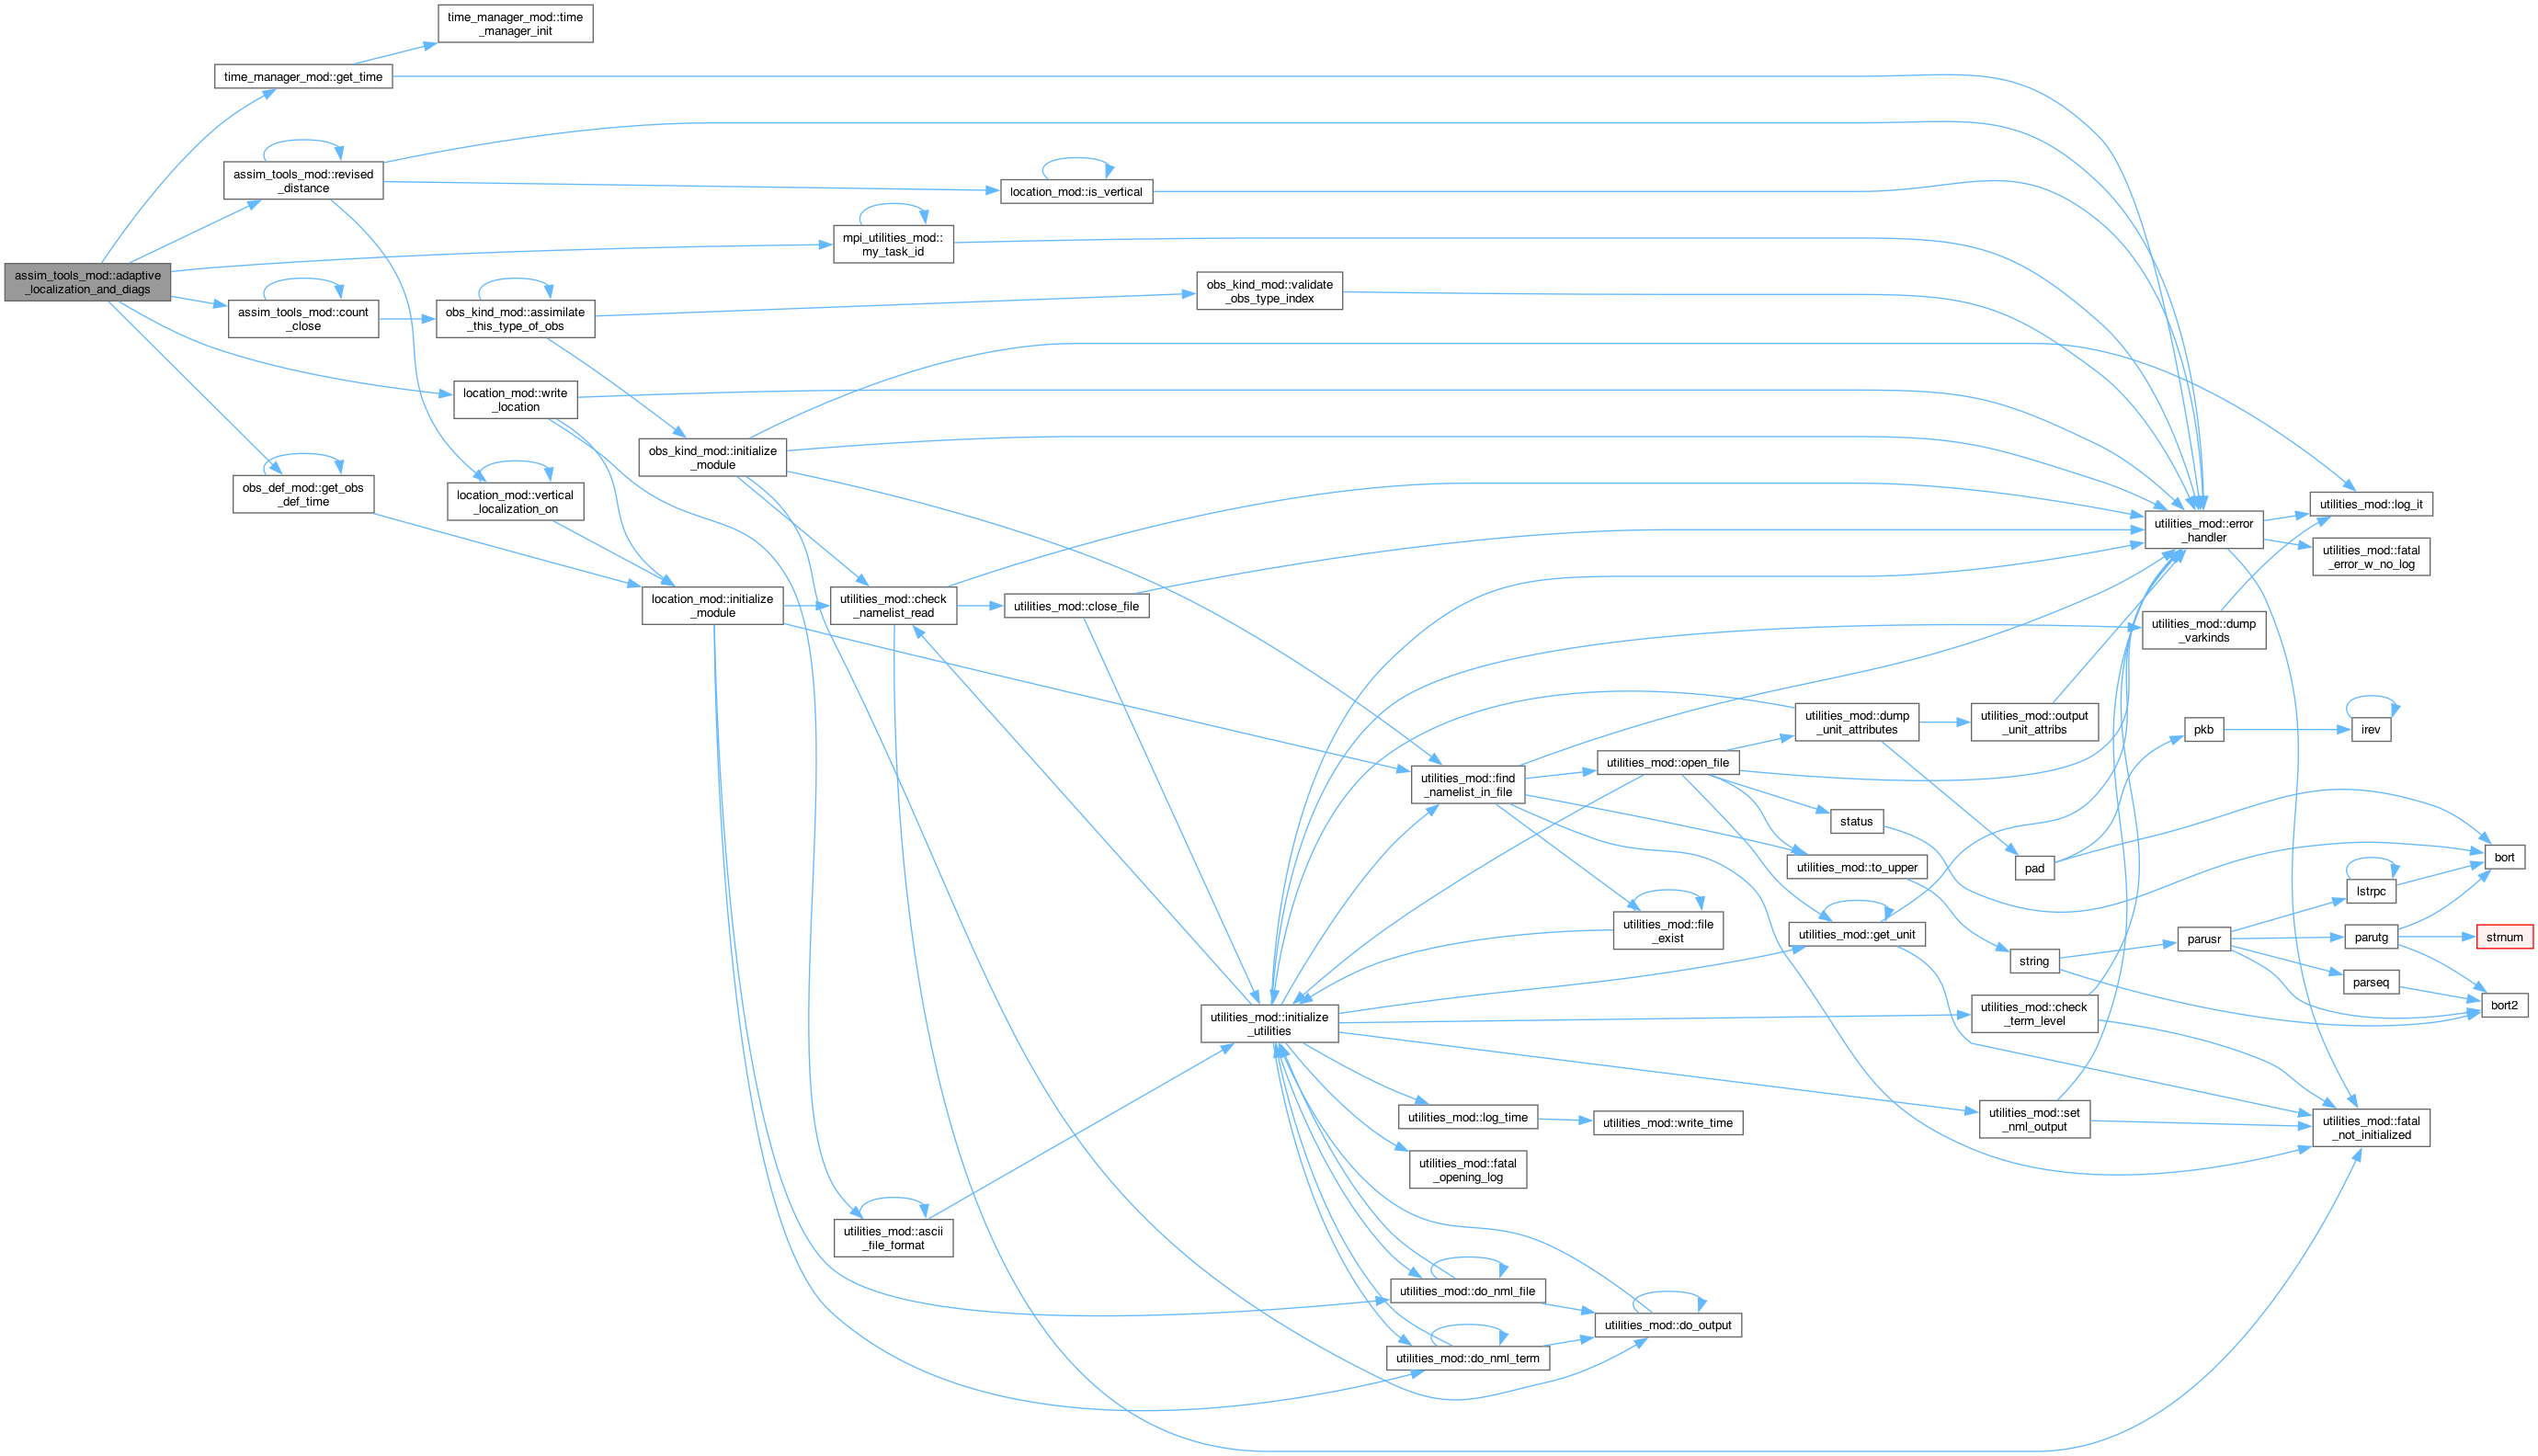 time_manager_mod::time
_manager_init
time_manager_mod::get_time
assim_tools_mod::revised
_distance
location_mod::is_vertical
mpi_utilities_mod::
my_task_id
assim_tools_mod::adaptive
_localization_and_diags
assim_tools_mod::count
_close
obs_kind_mod::assimilate
_this_type_of_obs
obs_kind_mod::validate
_obs_type_index
location_mod::write
_location
obs_kind_mod::initialize
_module
obs_def_mod::get_obs
_def_time
location_mod::vertical
_localization_on
utilities_mod::error
_handler
utilities_mod::log_it
utilities_mod::fatal
_error_w_no_log
location_mod::initialize
_module
utilities_mod::check
_namelist_read
utilities_mod::close_file
utilities_mod::dump
_varkinds
utilities_mod::dump
_unit_attributes
utilities_mod::output
_unit_attribs
pkb
irev
utilities_mod::find
_namelist_in_file
utilities_mod::open_file
status
utilities_mod::to_upper
pad
bort
lstrpc
utilities_mod::file
_exist
utilities_mod::get_unit
string
parusr
parutg
strnum
parseq
bort2
utilities_mod::initialize
_utilities
utilities_mod::check
_term_level
utilities_mod::log_time
utilities_mod::write_time
utilities_mod::set
_nml_output
utilities_mod::fatal
_not_initialized
utilities_mod::fatal
_opening_log
utilities_mod::ascii
_file_format
utilities_mod::do_nml_file
utilities_mod::do_output
utilities_mod::do_nml_term